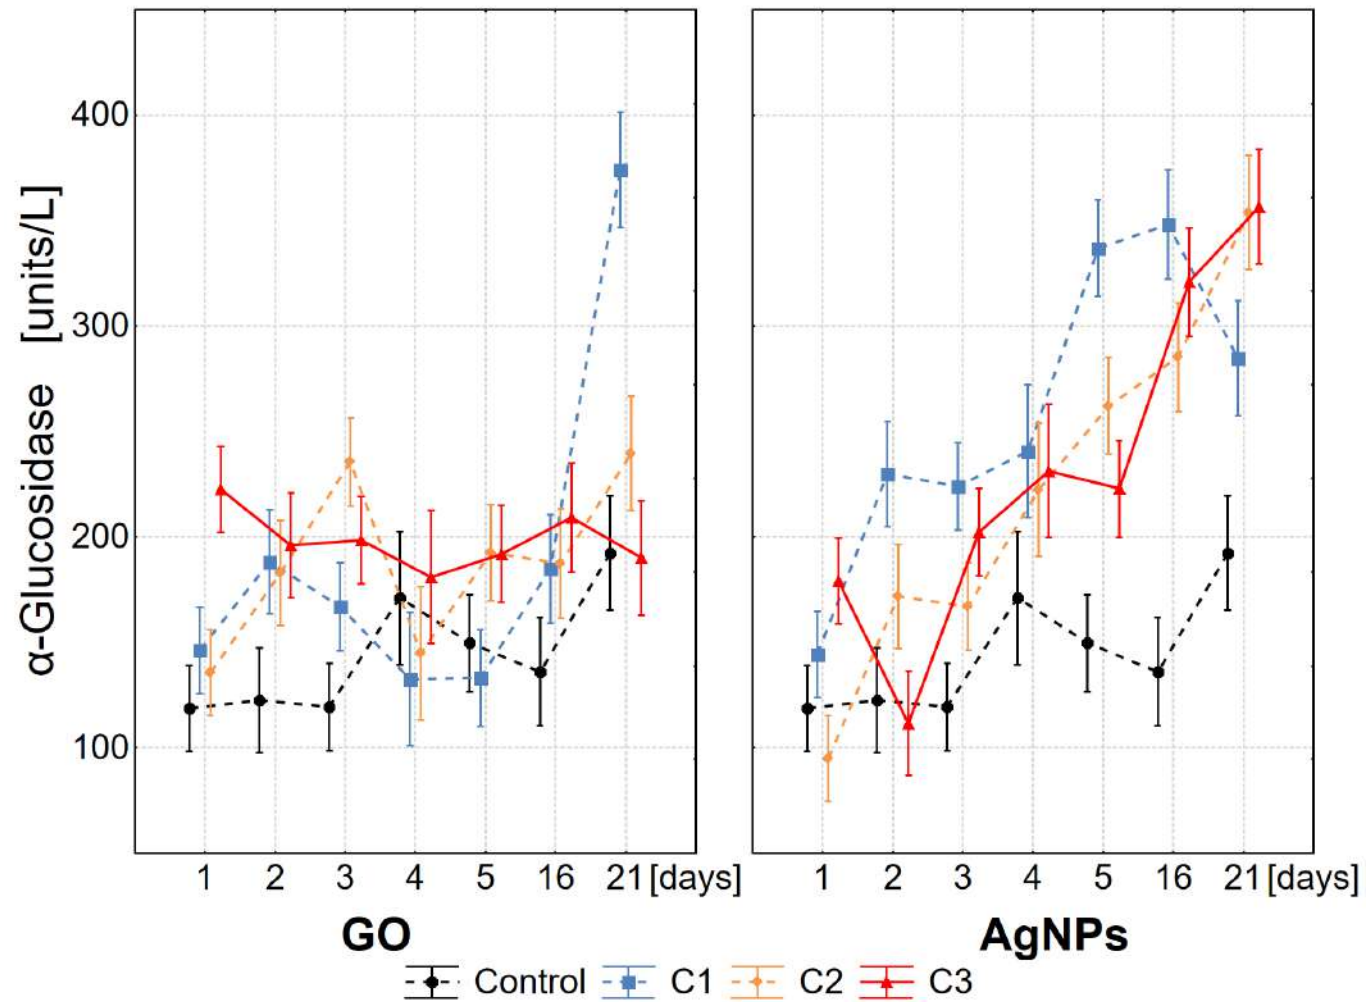 α-Glucosidase [units/L]
400
300
200
100
1 2 3 4 5 16 21 [days]
1 2 3 4 5 16 21 [days]
GO
AgNPs
Control C1 C2 C3